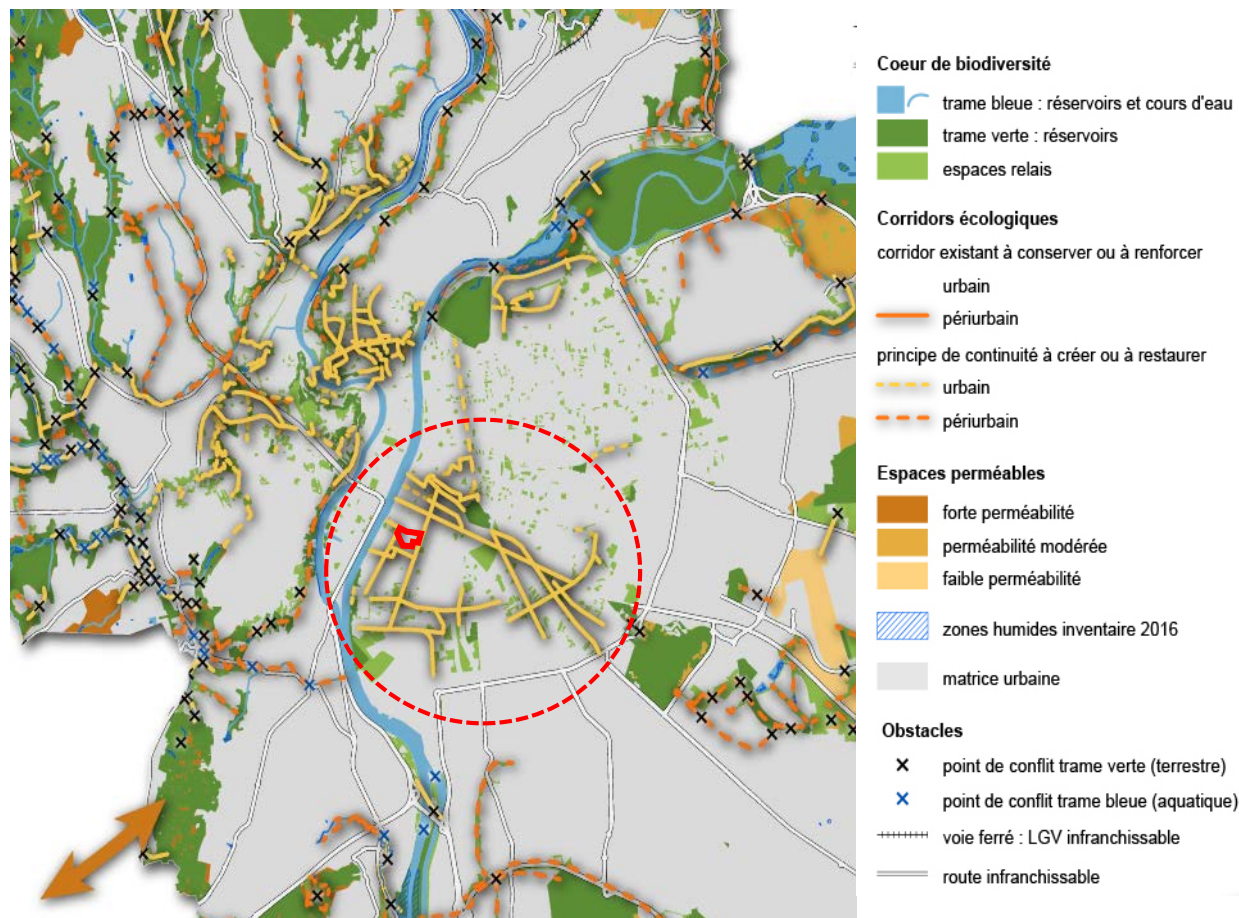 Coeur de biodiversité
trame bleue : réservoirs et cours d'eau
trame verte : réservoirs
espaces relais
Corridors écologiques
corridor existant à conserver ou à renforcer
urbain
périurbain
principe de continuité à créer ou à restaurer
urbain
périurbain
Espaces perméables
forte perméabilité
perméabilité modérée
faible perméabilité
zones humides inventaire 2016
matrice urbaine
Obstacles
point de conflit trame verte (terrestre)
point de conflit trame bleue (aquatique)
voie ferré : LGV infranchissable
route infranchissable